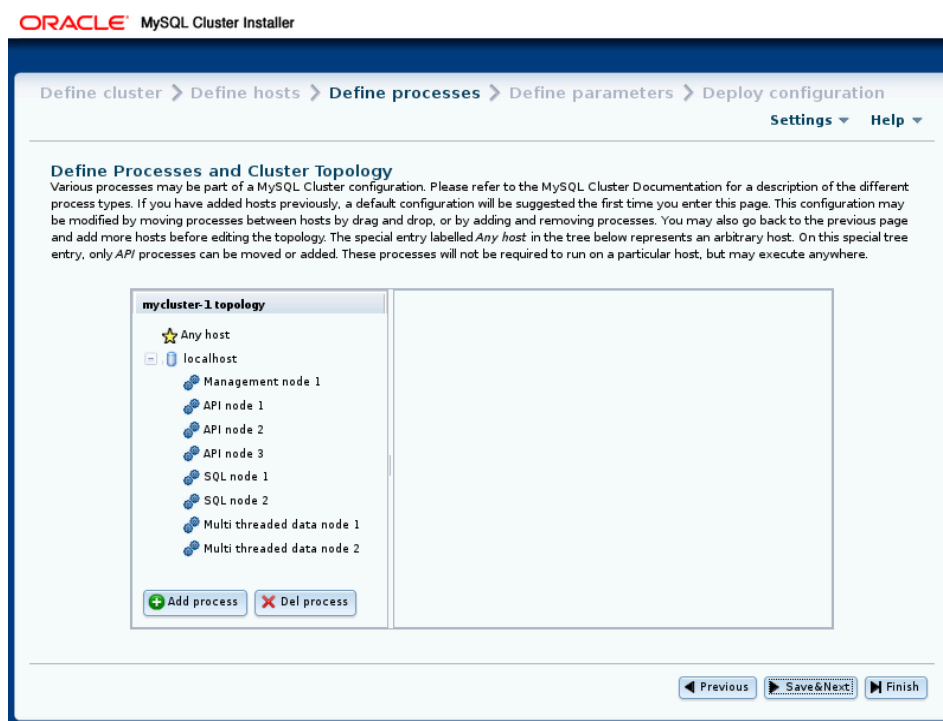 ORACLE MySQL Cluster Installer
Define cluster > Define hosts > Define processes > Define parameters > Deploy configuration
Settings Help
Define Processes and Cluster Topology
Various processes may be part of a MySQL Cluster configuration. Please refer to the MySQL Cluster Documentation for a description of the different
process types. If you have added hosts previously, a default configuration will be suggested the first time you enter this page. This configuration may
be modified by moving processes between hosts by drag and drop, or by adding and removing processes. You may also go back to the previous page
and add more hosts before editing the topology. The special entry labelled Any host in the tree below represents an arbitrary host. On this special tree
entry, only API processes can be moved or added. These processes will not be required to run on a particular host, but may execute anywhere.
mycluster-1 topology
Any host
localhost
Management node 1
API node 1
API node 2
API node 3
SQL node 1
SQL node 2
Multi threaded data node 1
Multi threaded data node 2
Add process Del process
Previous Save&Next Finish